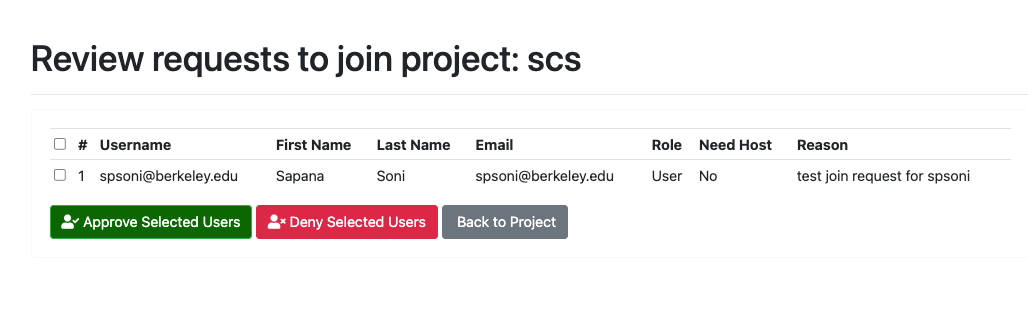 Review requests to join project: scs
# Username First Name Last Name Email Role Need Host Reason
1 spsoni@berkeley.edu Sapana Soni spsoni@berkeley.edu User No test join request for spsoni
Approve Selected Users Deny Selected Users Back to Project